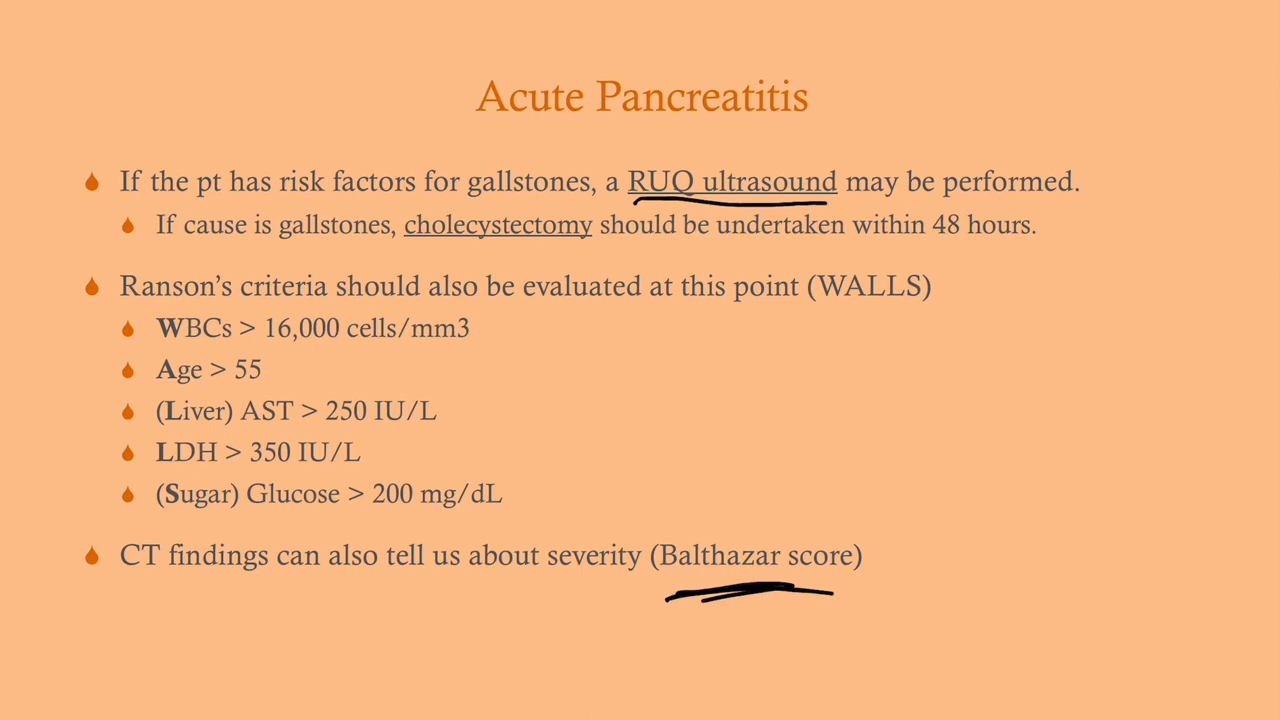 Acute Pancreatitis
If the pt has risk factors for gallstones, a RUQ ultrasound may be performed.
If cause is gallstones, cholecystectomy should be undertaken within 48 hours.
Ranson's criteria should also be evaluated at this point (WALLS)
WBCs > 16,000 cells/mm3
Age > 55
(Liver) AST > 250 IU/L
LDH > 350 IU/L
(Sugar) Glucose > 200 mg/dL
CT findings can also tell us about severity (Balthazar score)